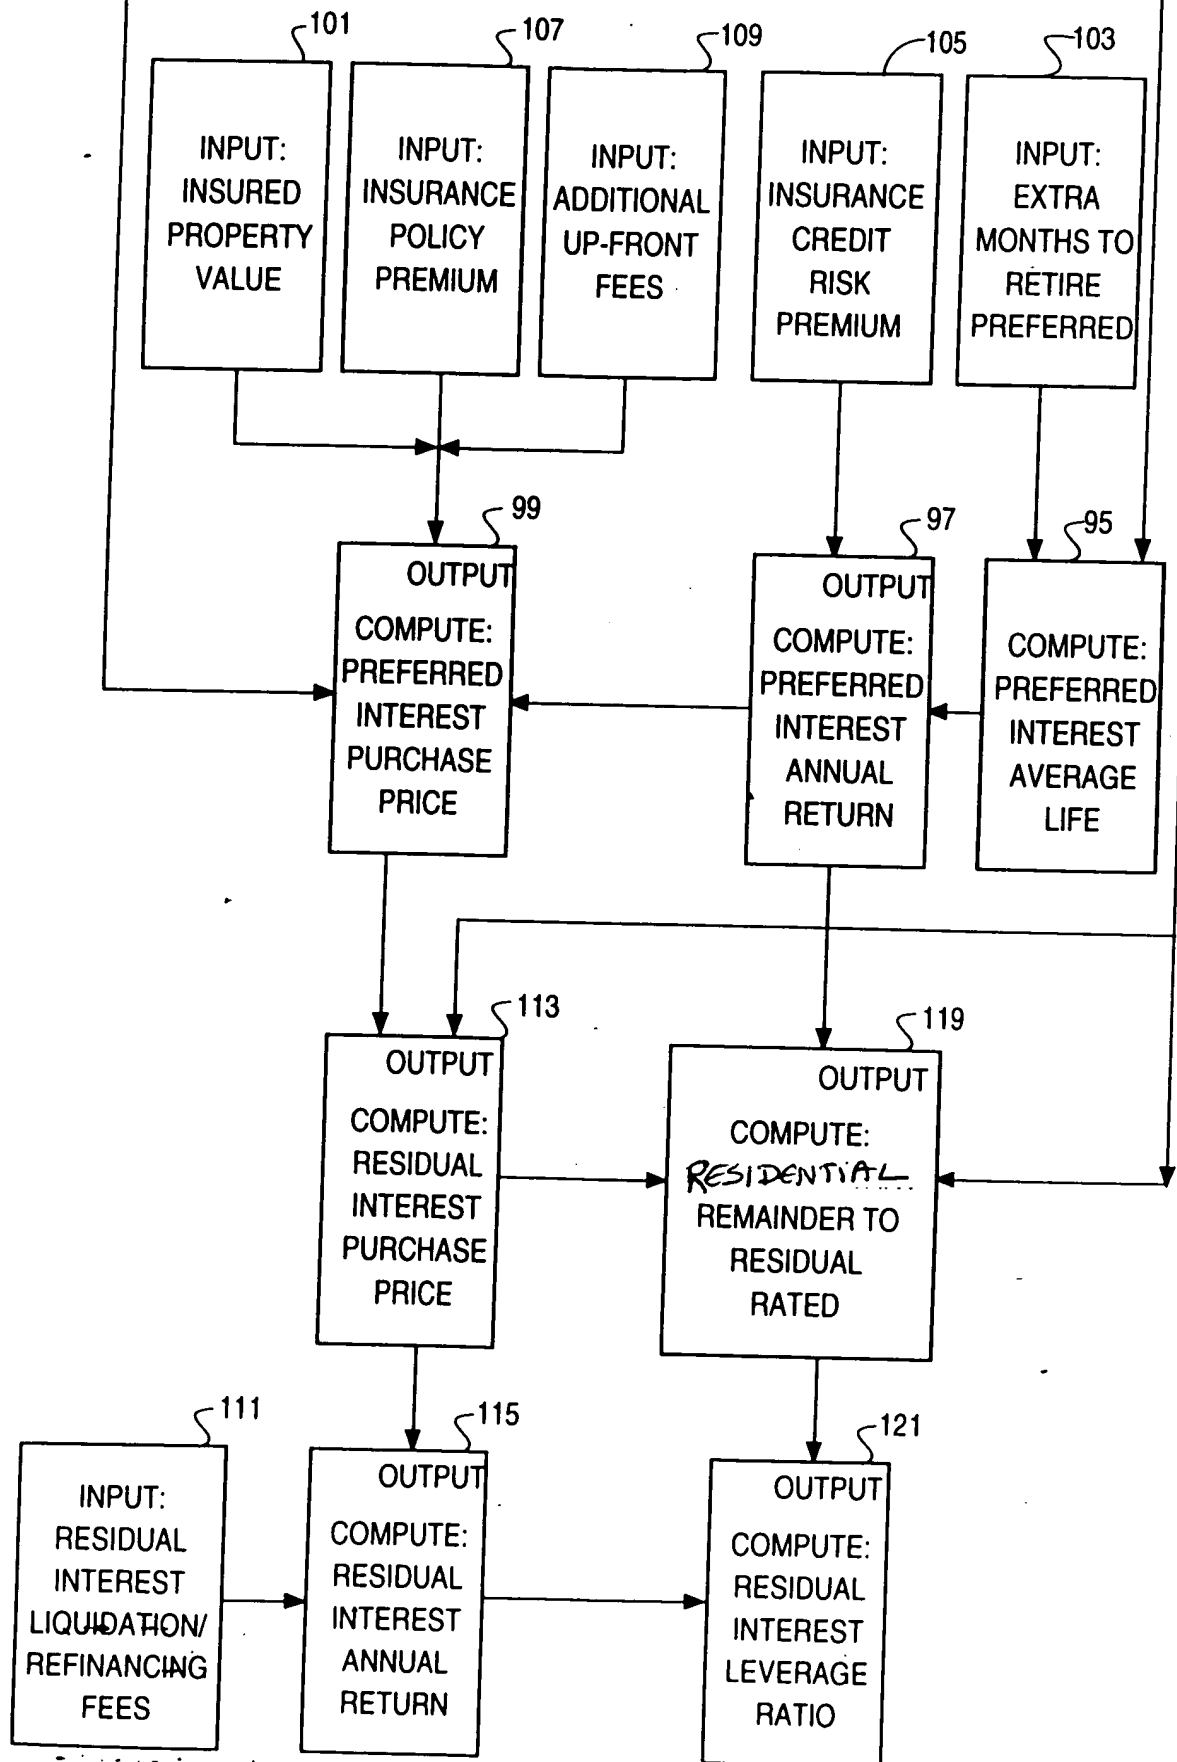 101
107
109
105
103
INPUT:
INSURED
PROPERTY
VALUE
INPUT:
INSURANCE
POLICY
PREMIUM
INPUT:
ADDITIONAL
UP-FRONT
FEES
INPUT:
INSURANCE
CREDIT
RISK
PREMIUM
INPUT:
EXTRA
MONTHS TO
RETIRE
PREFERRED
99
97
95
OUTPUT
COMPUTE:
PREFERRED
INTEREST
PURCHASE
PRICE
OUTPUT
COMPUTE:
PREFERRED
INTEREST
ANNUAL
RETURN
COMPUTE:
PREFERRED
INTEREST
AVERAGE
LIFE
113
119
OUTPUT
COMPUTE:
RESIDUAL
INTEREST
PURCHASE
PRICE
OUTPUT
COMPUTE:
RESIDENTIAL
REMAINDER TO
RESIDUAL
RATED
111
115
121
INPUT:
RESIDUAL
INTEREST
LIQUIDATION/
REFINANCING
FEES
OUTPUT
COMPUTE:
RESIDUAL
INTEREST
ANNUAL
RETURN
OUTPUT
COMPUTE:
RESIDUAL
INTEREST
LEVERAGE
RATIO